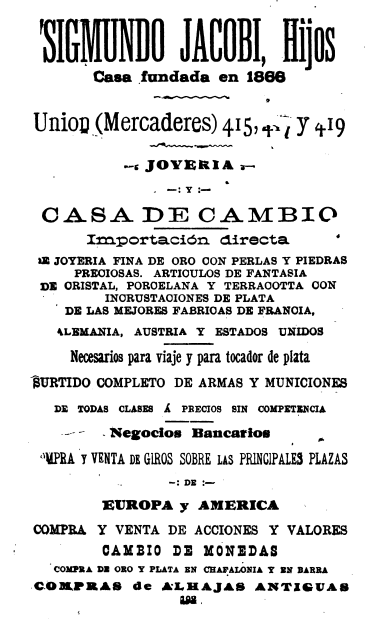 SIGMUNDO JACOBI, Hijos
Casa fundada en 1866
Union (Mercaderes) 415, 417 y 419
JOYERIA
—: Y :—
CASA DE CAMBIO
Importación directa
DE JOYERIA FINA DE ORO CON PERLAS Y PIEDRAS
PRECIOSAS. ARTICULOS DE FANTASIA
DE CRISTAL, PORCELANA Y TERRACOTTA CON
INCRUSTACIONES DE PLATA
DE LAS MEJORES FABRICAS DE FRANCIA,
ALEMANIA, AUSTRIA Y ESTADOS UNIDOS
Necesarios para viaje y para tocador de plata
SURTIDO COMPLETO DE ARMAS Y MUNICIONES
DE TODAS CLASES Á PRECIOS SIN COMPETENCIA
Negocios Bancarios
COMPRA Y VENTA DE GIROS SOBRE LAS PRINCIPALES PLAZAS
—: DE :—
EUROPA y AMERICA
COMPRA Y VENTA DE ACCIONES Y VALORES
CAMBIO DE MONEDAS
COMPRA DE ORO Y PLATA EN CHAFALONIA Y EN BARRA
COMPRAS de ALHAJAS ANTIGUAS